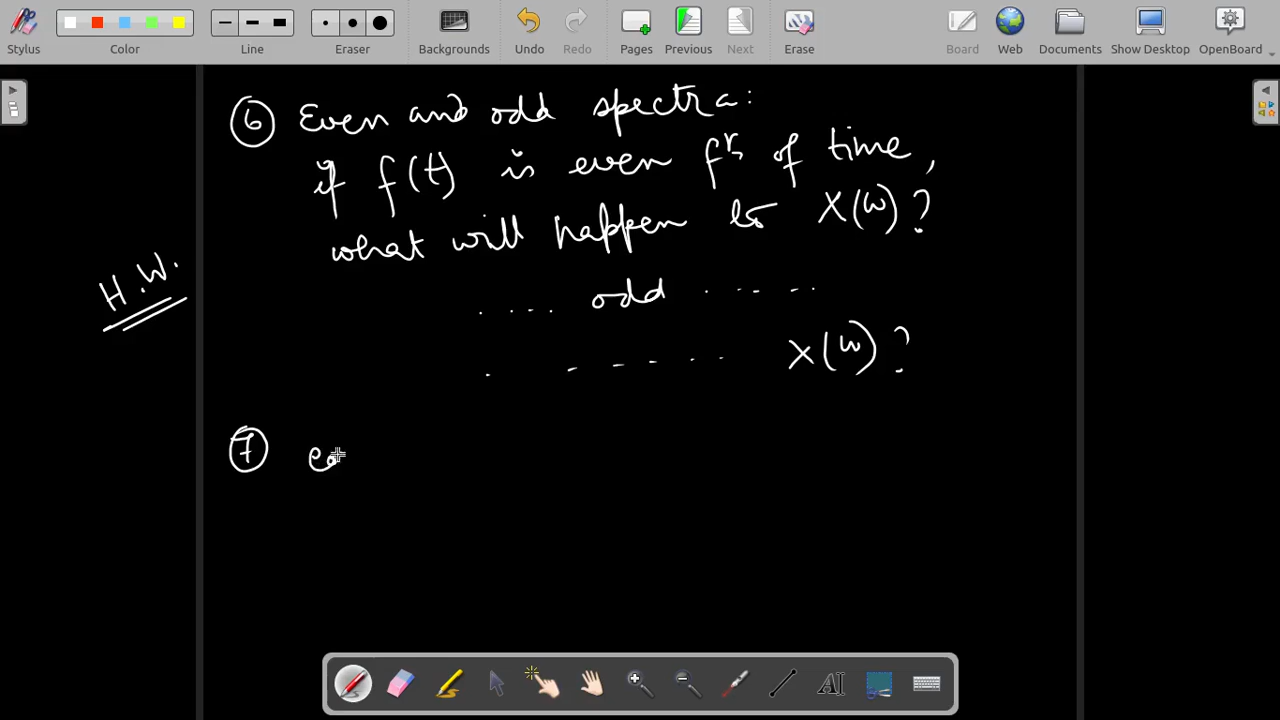 Stylus Color Line Eraser Backgrounds Undo Redo Pages Previous Next Erase Board Web Documents Show Desktop OpenBoard
6 Even and odd spectra:
if f(t) is even fⁿ of time,
what will happen to X(ω)?
H.W.
.... odd .....
. - - - - - X(ω)?
7
AI